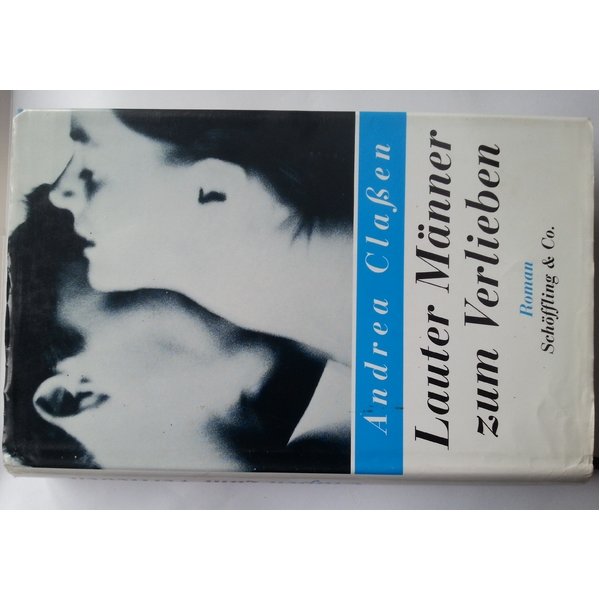 Andrea Claßen
Lauter Männer
zum Verlieben
Roman
Schöffling & Co.